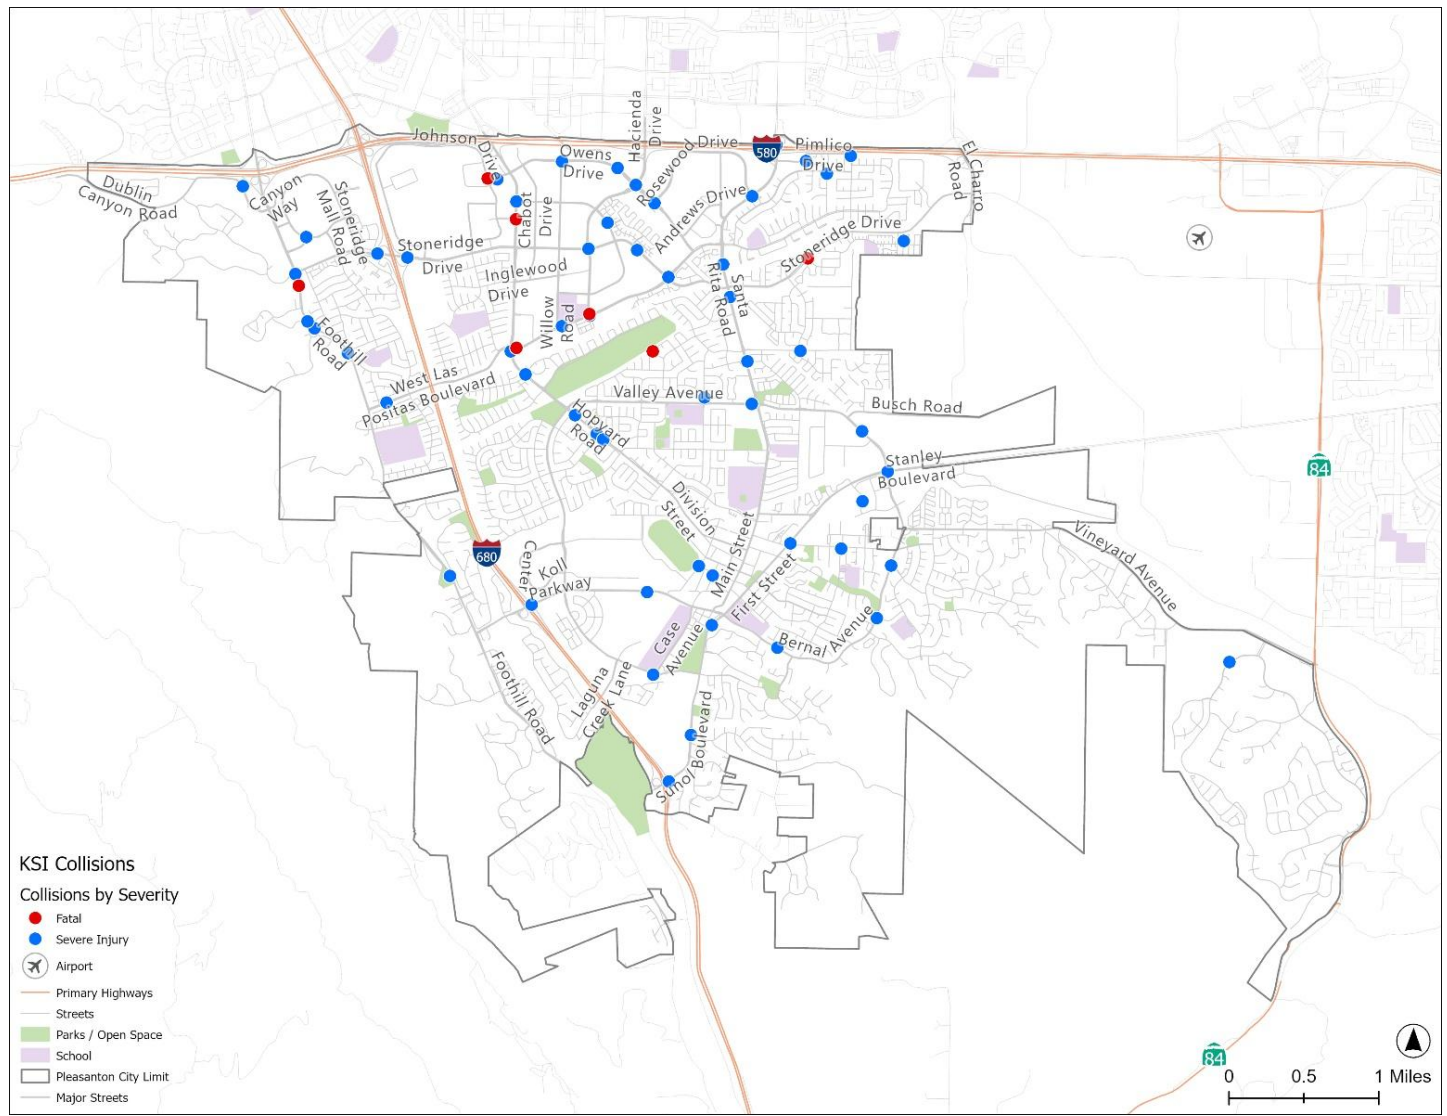 Johnson Drive
Owens
Drive
Hacienda
Drive
Rosewood Drive
580
Pimlico
Drive
El Charro
Road
Dublin
Canyon Road
Canyon
Way
Stoneridge
Mall Road
Chabot
Drive
Andrews Drive
Stoneridge
Drive
Stoneridge Drive
Inglewood
Drive
Willow
Road
Santa
Rita Road
Foothill
Road
West Las
Positas Boulevard
Valley Avenue
Busch Road
Hopyard
Road
Stanley
Boulevard
84
Division
Street
Main Street
680
Koll
Center
Parkway
First Street
Vineyard Avenue
Case
Avenue
Bernal Avenue
Foothill Road
Laguna
Creek Lane
Sunol Boulevard
KSI Collisions
Collisions by Severity
Fatal
Severe Injury
Airport
Primary Highways
Streets
Parks / Open Space
School
Pleasanton City Limit
Major Streets
84
0 0.5 1 Miles